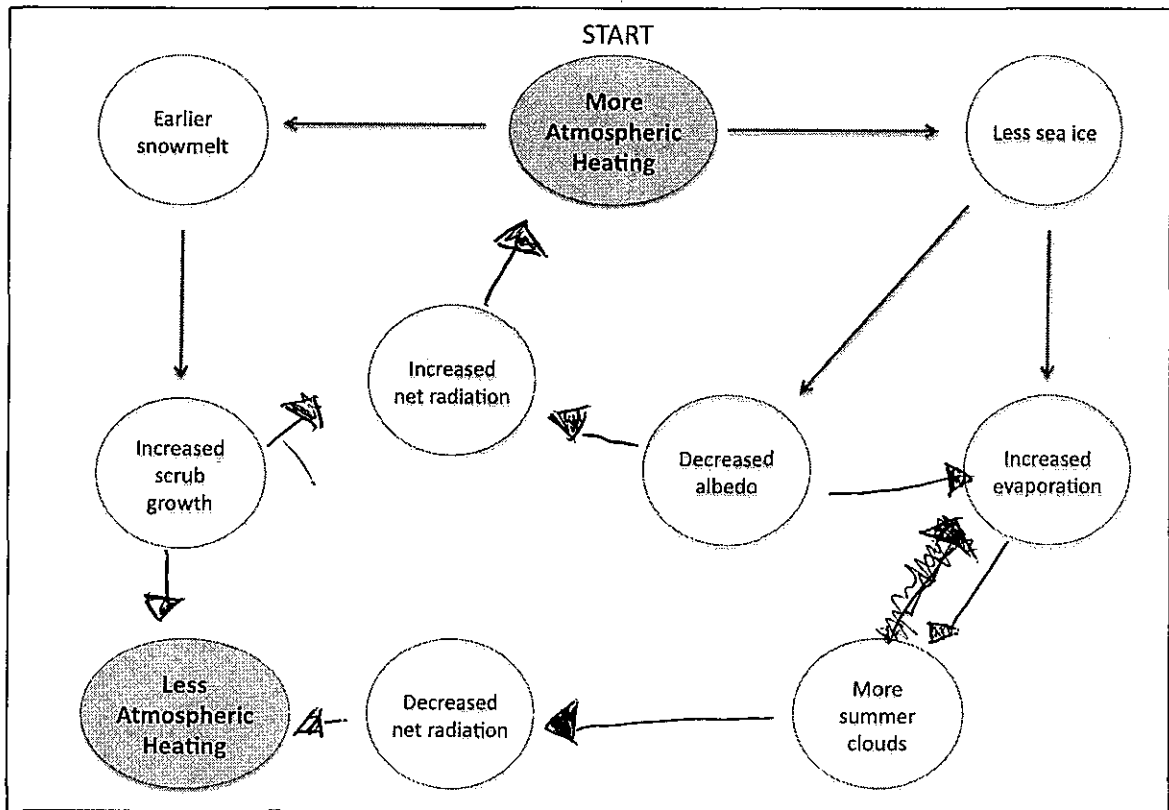 START
More
Atmospheric
Heating
Earlier
snowmelt
Less sea ice
Increased
net radiation
Increased
scrub
growth
Decreased
albedo
Increased
evaporation
Less
Atmospheric
Heating
Decreased
net radiation
More
summer
clouds